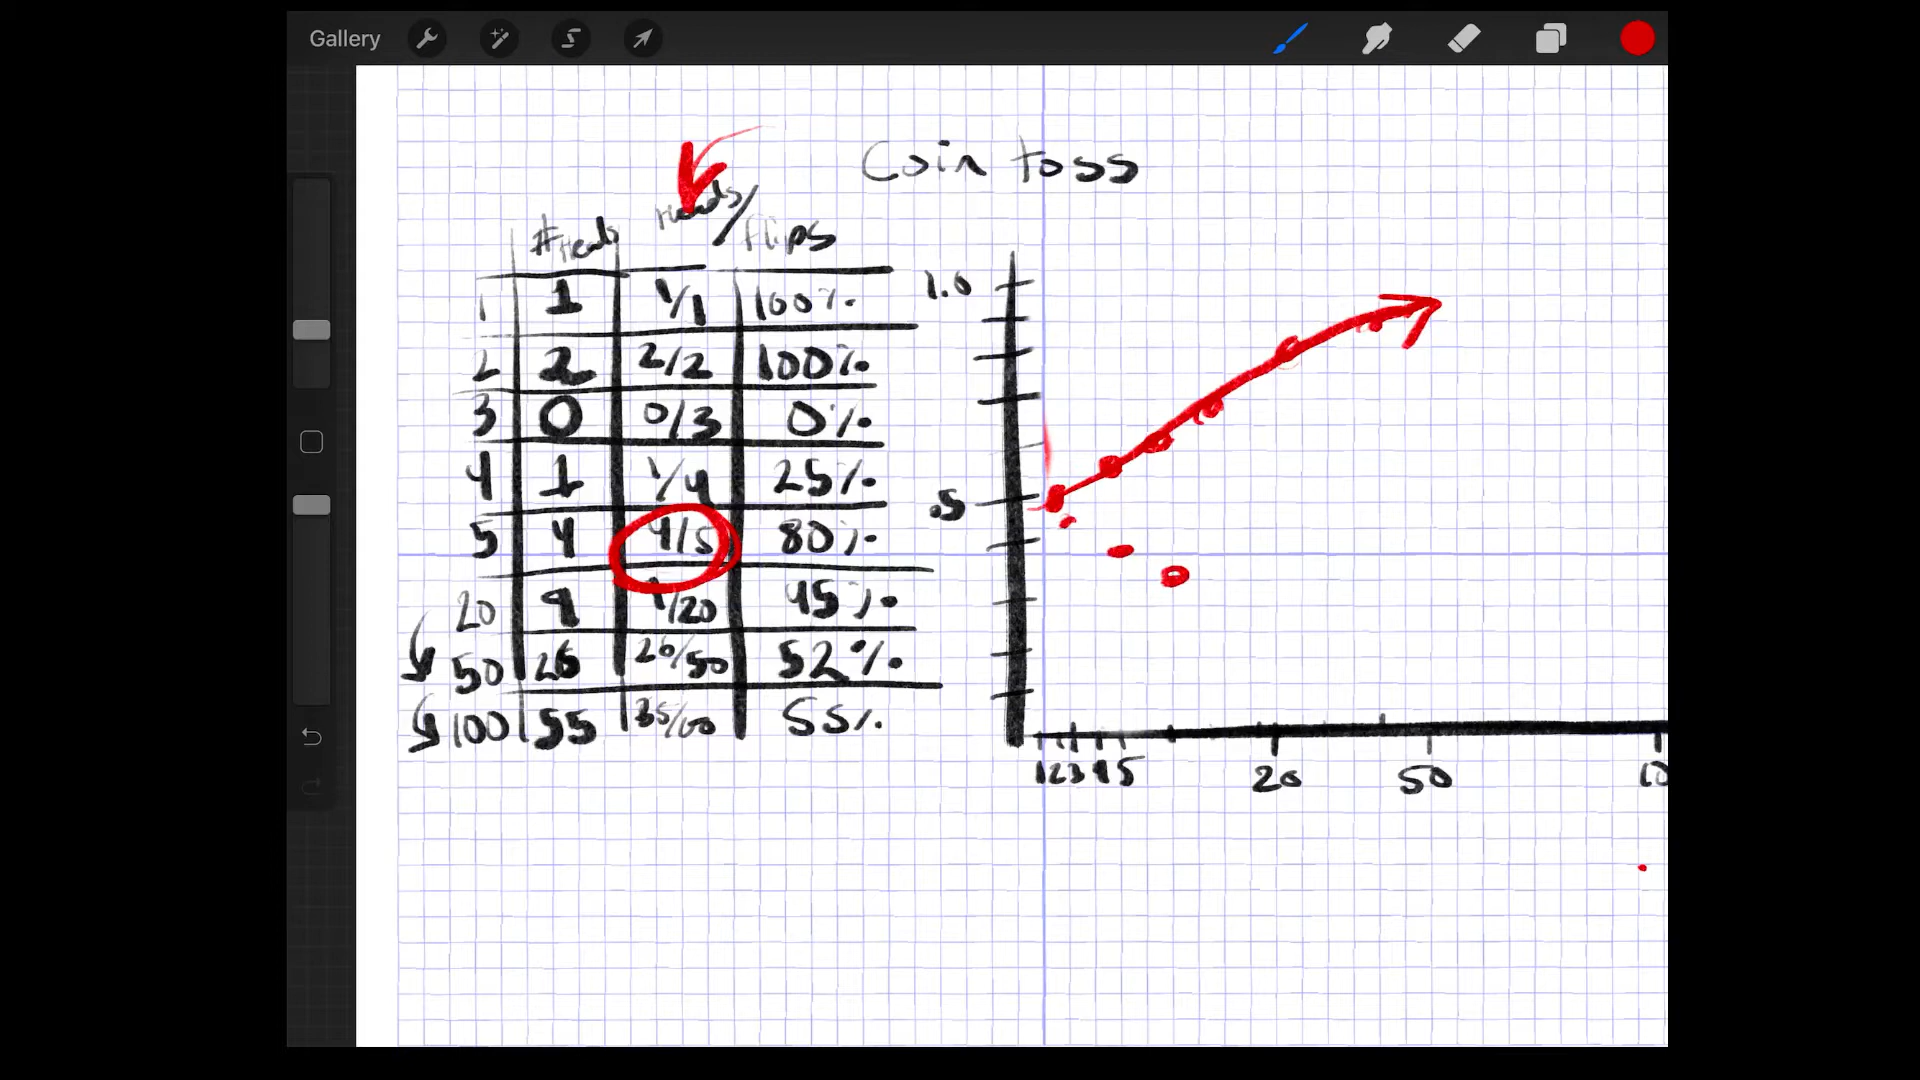 Gallery
Coin toss
# Heads Heads/flips
1 1 1/1 100%
2 2 2/2 100%
3 0 0/3 0%
4 1 1/4 25%
5 4 4/5 80%
20 9 9/20 45%
50 26 26/50 52%
100 55 55/100 55%
1.0
.5
1 2 3 4 5 20 50 10